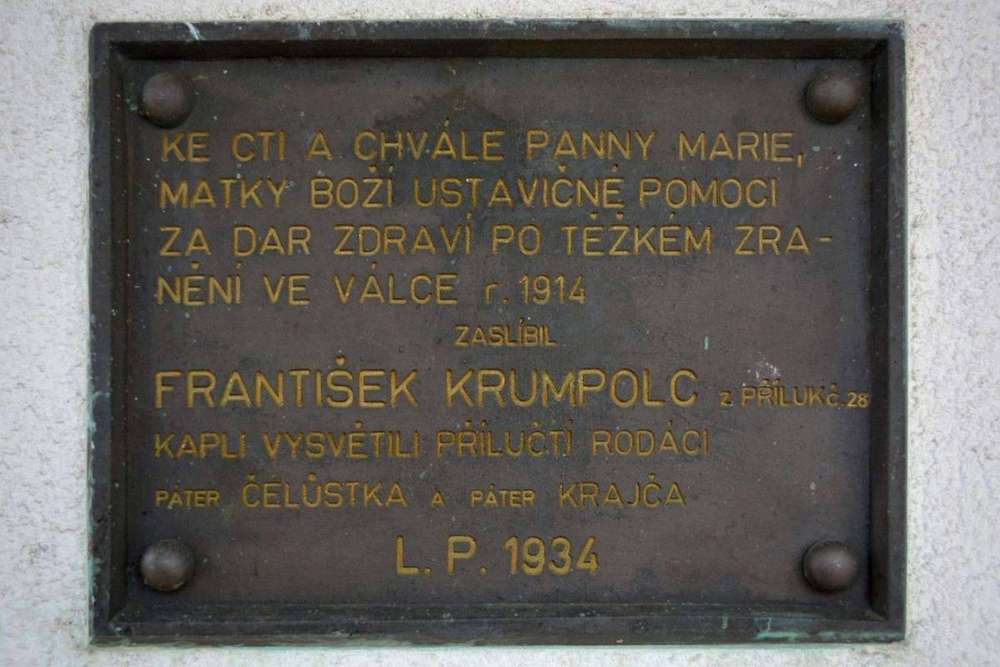 KE CTI A CHVÁLE PANNY MARIE,
MATKY BOŽÍ USTAVIČNÉ POMOCI
ZA DAR ZDRAVÍ PO TĚŽKÉM ZRA-
NĚNÍ VE VÁLCE r. 1914
ZASLÍBIL
FRANTIŠEK KRUMPOLC Z PŘÍLUK č. 28
KAPLI VYSVĚTILI PŘÍLUČTÍ RODÁCI
PÁTER ČELŮSTKA A PÁTER KRAJČA
L. P. 1934